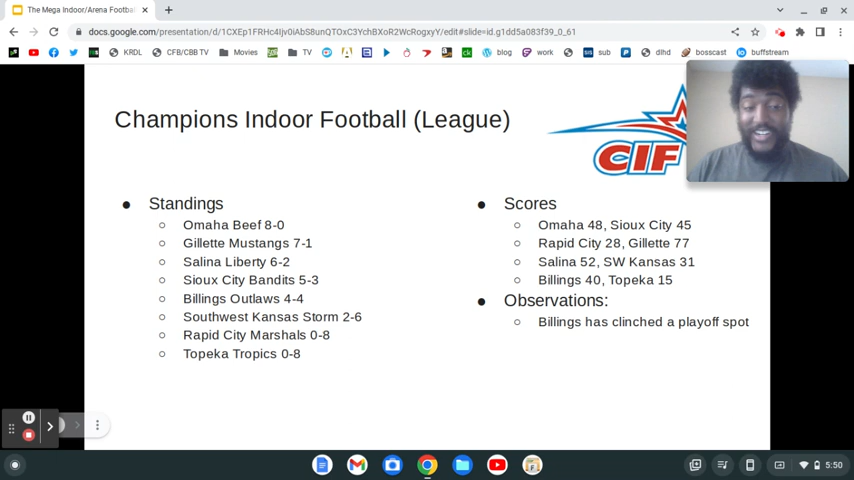 The Mega Indoor/Arena Footbal
docs.google.com/presentation/d/1CXEp1FRHc4Ijv0iAbS8unQTOxC3YchBXoR2WcRogxyY/edit#slide=id.g1dd5a083f39_0_61
KRDL
CFB/CBB TV
Movies
TV
blog
work
sub
dlhd
bosscast
buffstream
Champions Indoor Football (League)
CIF
Standings
Omaha Beef 8-0
Gillette Mustangs 7-1
Salina Liberty 6-2
Sioux City Bandits 5-3
Billings Outlaws 4-4
Southwest Kansas Storm 2-6
Rapid City Marshals 0-8
Topeka Tropics 0-8
Scores
Omaha 48, Sioux City 45
Rapid City 28, Gillette 77
Salina 52, SW Kansas 31
Billings 40, Topeka 15
Observations:
Billings has clinched a playoff spot
5:50